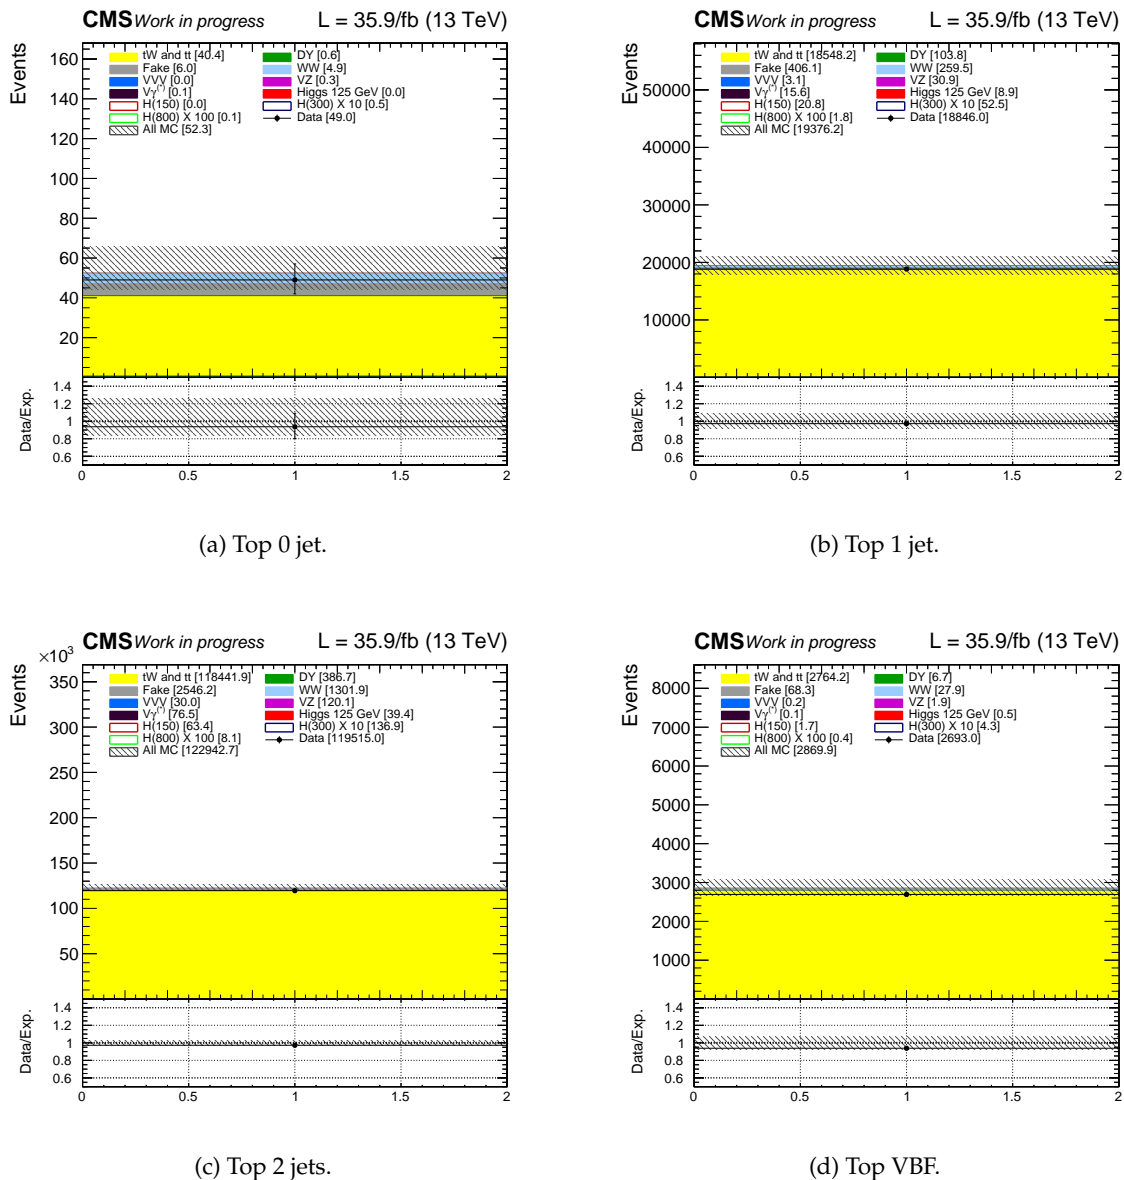 CMS Work in progress L = 35.9/fb (13 TeV)
Events
tW and tt [40.4] DY [0.6]
Fake [6.0] WW [4.9]
VVV [0.0] VZ [0.3]
Vγ(*) [0.1] Higgs 125 GeV [0.0]
H(150) [0.0] H(300) X 10 [0.5]
H(800) X 100 [0.1] Data [49.0]
All MC [52.3]
160
140
120
100
80
60
40
20
Data/Exp.
1.4
1.2
1
0.8
0.6
0 0.5 1 1.5 2
(a) Top 0 jet.
CMS Work in progress L = 35.9/fb (13 TeV)
Events
tW and tt [18548.2] DY [103.8]
Fake [406.1] WW [259.5]
VVV [3.1] VZ [30.9]
Vγ(*) [15.6] Higgs 125 GeV [8.9]
H(150) [20.8] H(300) X 10 [52.5]
H(800) X 100 [1.8] Data [18846.0]
All MC [19376.2]
50000
40000
30000
20000
10000
Data/Exp.
1.4
1.2
1
0.8
0.6
0 0.5 1 1.5 2
(b) Top 1 jet.
CMS Work in progress L = 35.9/fb (13 TeV)
×10³
Events
tW and tt [118441.9] DY [386.7]
Fake [2546.2] WW [1301.9]
VVV [30.0] VZ [120.1]
Vγ(*) [76.5] Higgs 125 GeV [39.4]
H(150) [63.4] H(300) X 10 [136.9]
H(800) X 100 [8.1] Data [119515.0]
All MC [122942.7]
350
300
250
200
150
100
50
Data/Exp.
1.4
1.2
1
0.8
0.6
0 0.5 1 1.5 2
(c) Top 2 jets.
CMS Work in progress L = 35.9/fb (13 TeV)
Events
tW and tt [2764.2] DY [6.7]
Fake [68.3] WW [27.9]
VVV [0.2] VZ [1.9]
Vγ(*) [0.1] Higgs 125 GeV [0.5]
H(150) [1.7] H(300) X 10 [4.3]
H(800) X 100 [0.4] Data [2693.0]
All MC [2869.9]
8000
7000
6000
5000
4000
3000
2000
1000
Data/Exp.
1.4
1.2
1
0.8
0.6
0 0.5 1 1.5 2
(d) Top VBF.